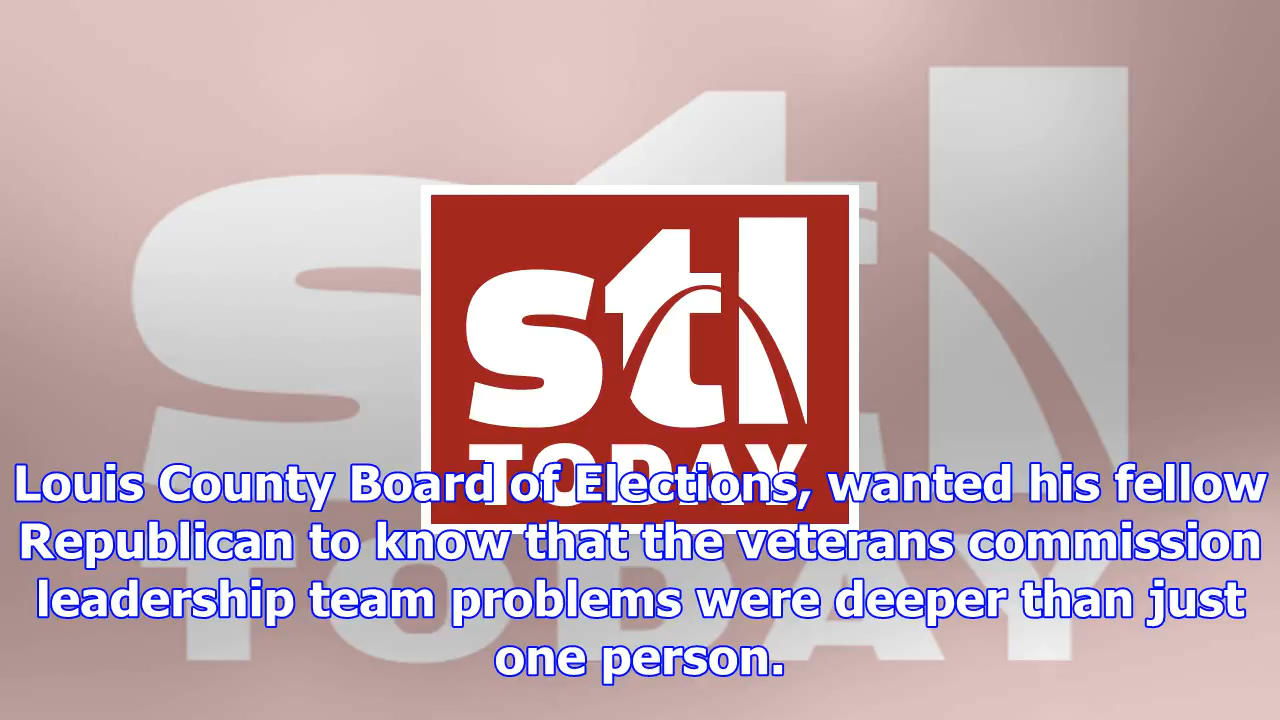 stl
TODAY
Louis County Board of Elections, wanted his fellow
Republican to know that the veterans commission
leadership team problems were deeper than just
one person.